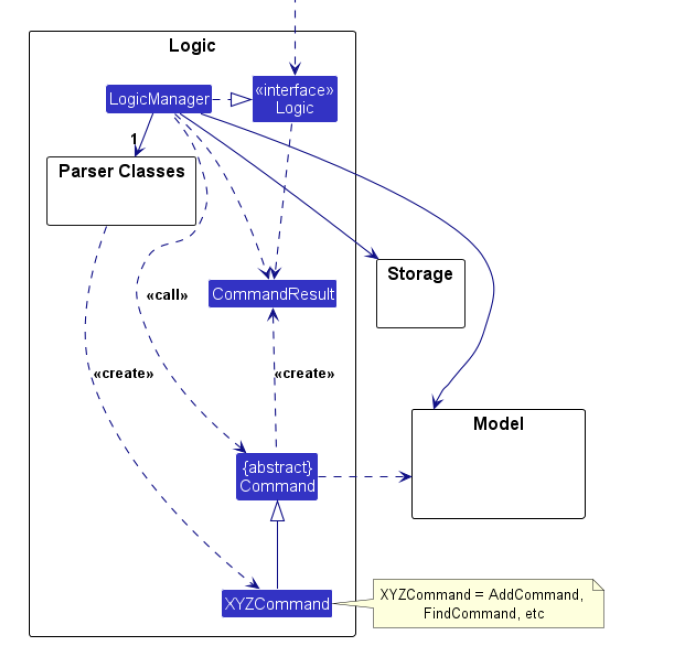 Logic
LogicManager
«interface»
Logic
1
Parser Classes
Storage
CommandResult
«call»
«create»
«create»
Model
{abstract}
Command
XYZCommand
XYZCommand = AddCommand,
FindCommand, etc